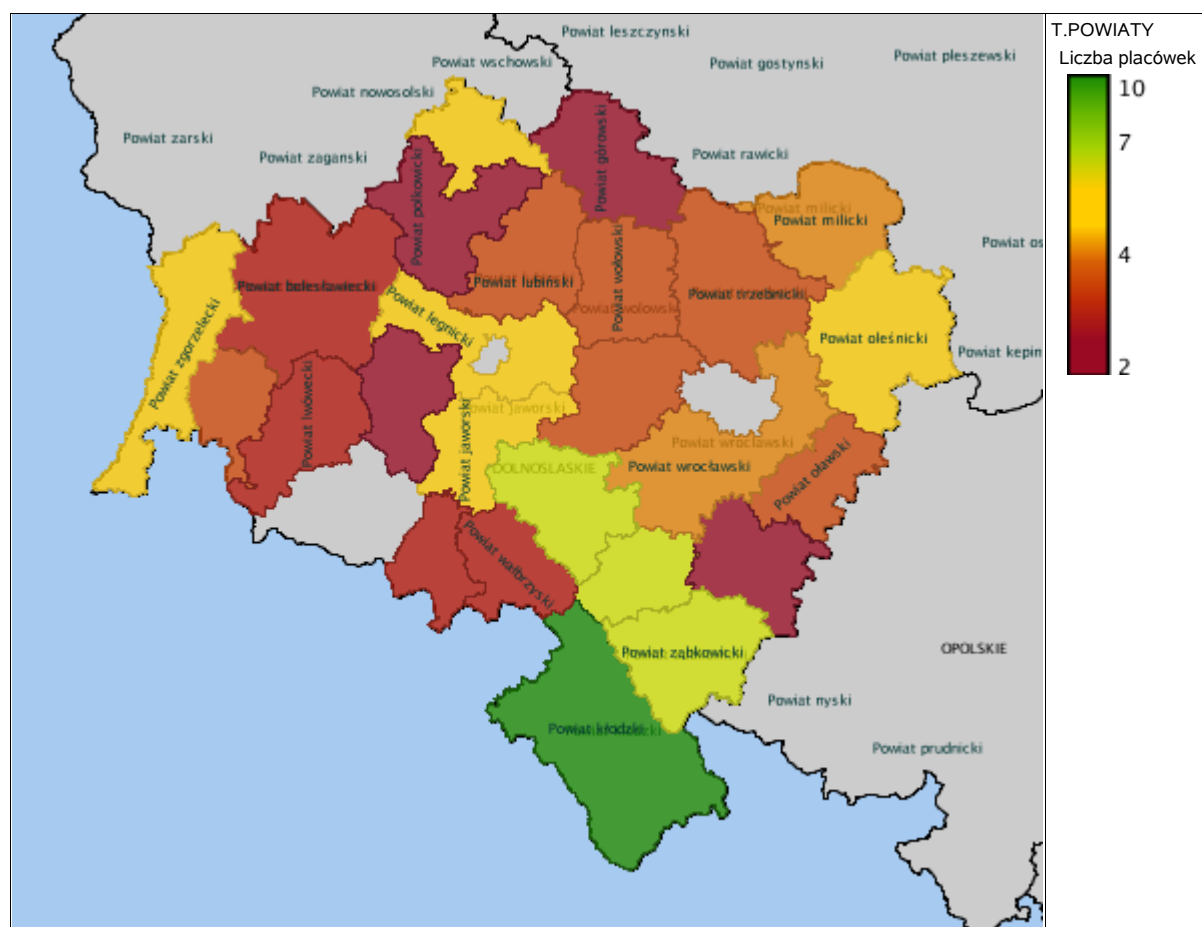 T.POWIATY
Liczba placówek
10
7
4
2
Powiat leszczynski
Powiat wschowski
Powiat gostynski
Powiat pleszewski
Powiat nowosolski
Powiat zarski
Powiat zaganski
Powiat rawicki
Powiat górowski
Powiat polkowicki
Powiat milicki
Powiat milicki
Powiat os
Powiat bolesławiecki
Powiat lubiński
Powiat wołowski
Powiat trzebnicki
Powiat zgorzelecki
Powiat legnicki
Powiat oleśnicki
Powiat kepin
Powiat lwówecki
Powiat jaworski
Powiat jaworski
Powiat wroclawski
Powiat wrocławski
DOLNOSLASKIE
Powiat oławski
Powiat wałbrzyski
Powiat ząbkowicki
OPOLSKIE
Powiat nyski
Powiat kłodzki
Powiat prudnicki